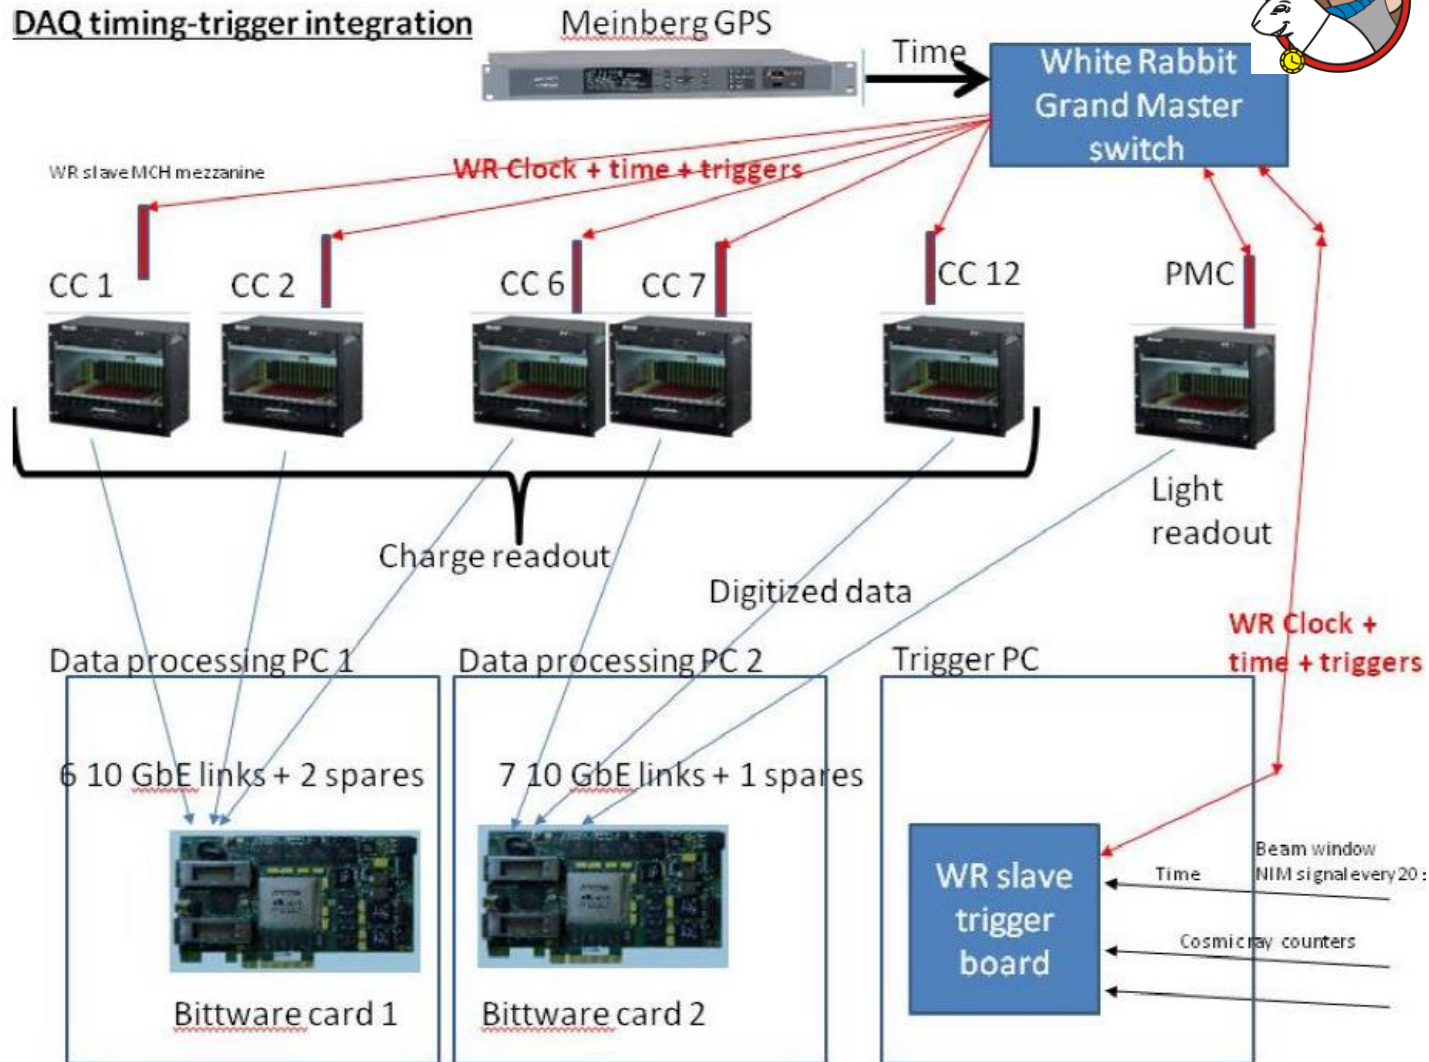 DAQ timing-trigger integration
Meinberg GPS
Time
White Rabbit
Grand Master
switch
WR slave MCH mezzanine
WR Clock + time + triggers
CC 1
CC 2
CC 6
CC 7
CC 12
PMC
Light
readout
Charge readout
Digitized data
WR Clock +
time + triggers
Data processing PC 1
Data processing PC 2
Trigger PC
6 10 GbE links + 2 spares
7 10 GbE links + 1 spares
WR slave
trigger
board
Beam window
NIM signal every 20 s
Time
Cosmic ray counters
Bittware card 1
Bittware card 2